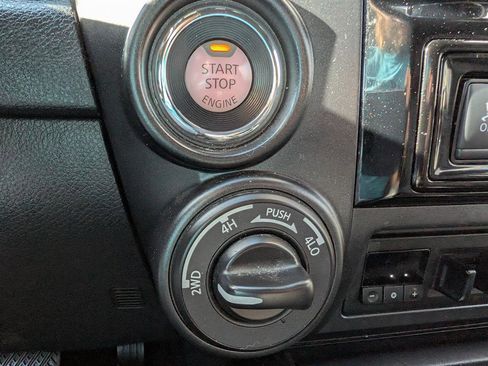 START
STOP
ENGINE
PUSH
4H
4LO
2WD